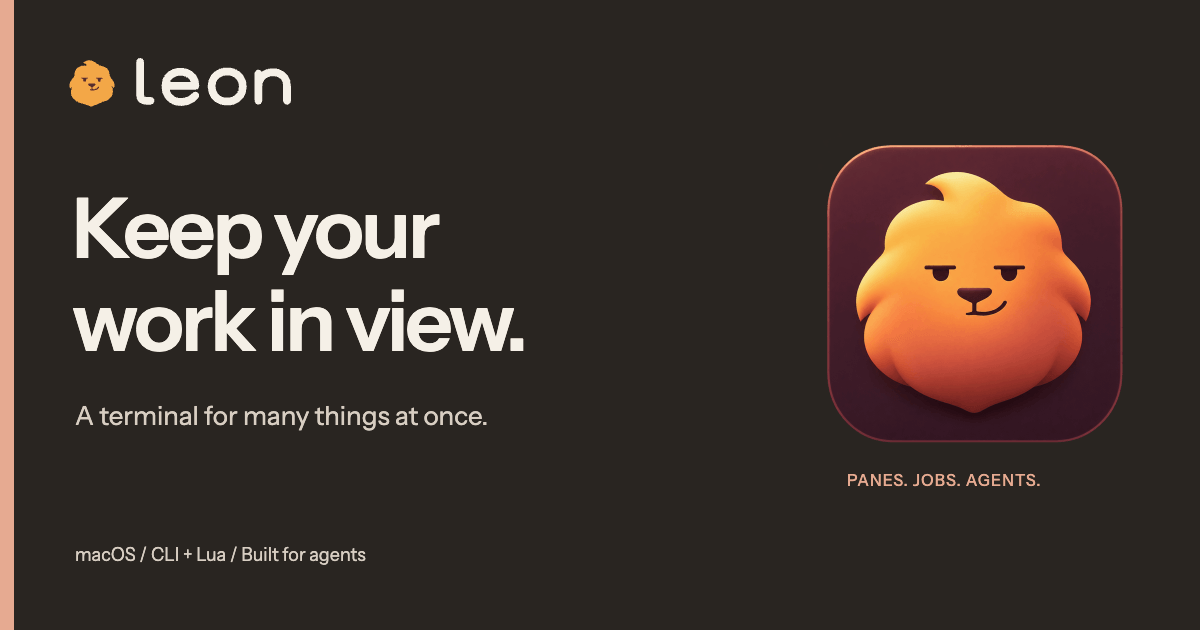 leon
Keep your
work in view.
A terminal for many things at once.
PANES. JOBS. AGENTS.
macOS / CLI + Lua / Built for agents